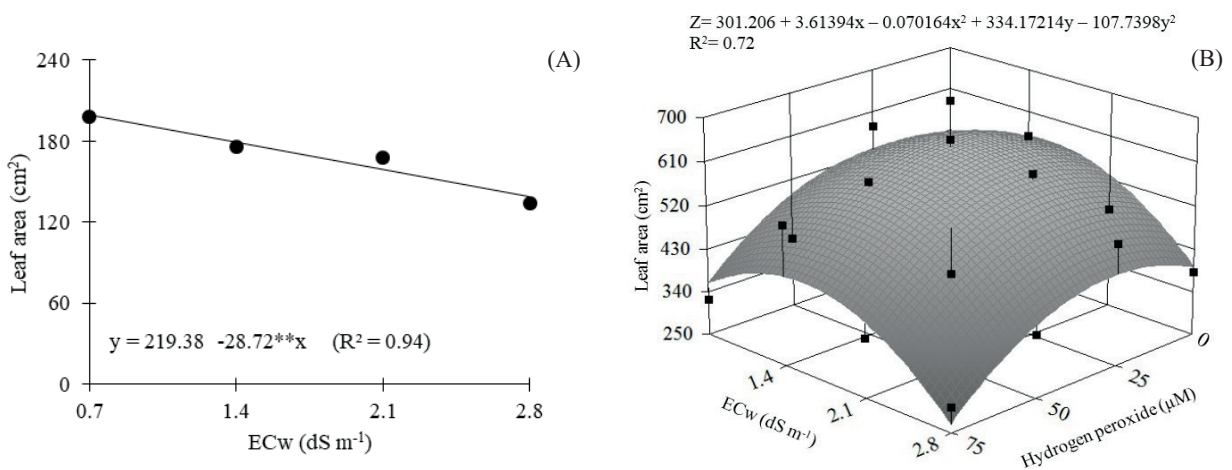 (A)
Leaf area (cm²)
240
180
120
60
0
y = 219.38 -28.72**x (R² = 0.94)
0.7 1.4 2.1 2.8
ECw (dS m⁻¹)
Z= 301.206 + 3.61394x – 0.070164x² + 334.17214y – 107.7398y²
R²= 0.72
(B)
Leaf area (cm²)
700
610
520
430
340
250
1.4
2.1
2.8
ECw (dS m⁻¹)
75
50
25
0
Hydrogen peroxide (µM)